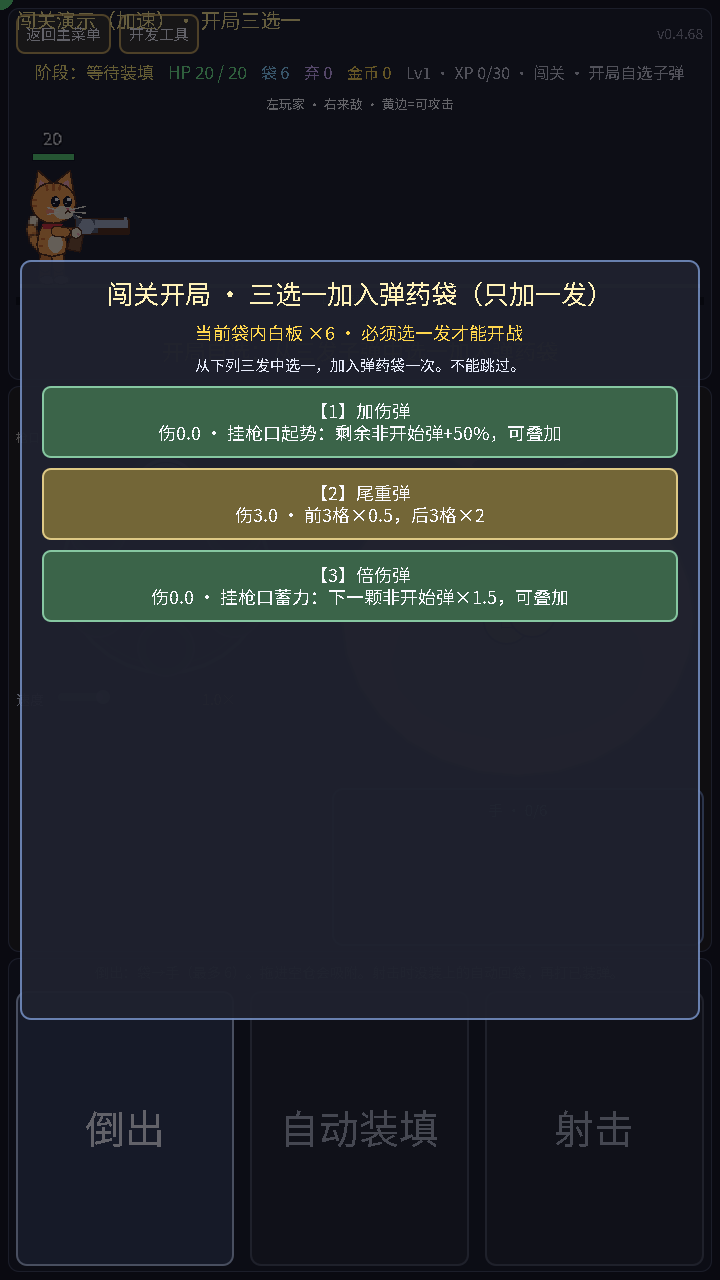 闯关演示（加速）· 开局三选一
返回主菜单
开发工具
v0.4.68
阶段：等待装填 HP 20 / 20 袋 6 弃 0 金币 0 Lv1 · XP 0/30 · 闯关 · 开局自选子弹
左玩家 · 右来敌 · 黄边=可攻击
20
闯关开局 · 三选一加入弹药袋（只加一发）
当前袋内白板 ×6 · 必须选一发才能开战
从下列三发中选一，加入弹药袋一次。不能跳过。
【1】加伤弹
伤0.0 · 挂枪口起势：剩余非开始弹+50%，可叠加
【2】尾重弹
伤3.0 · 前3格×0.5，后3格×2
【3】倍伤弹
伤0.0 · 挂枪口蓄力：下一颗非开始弹×1.5，可叠加
倒出
自动装填
射击